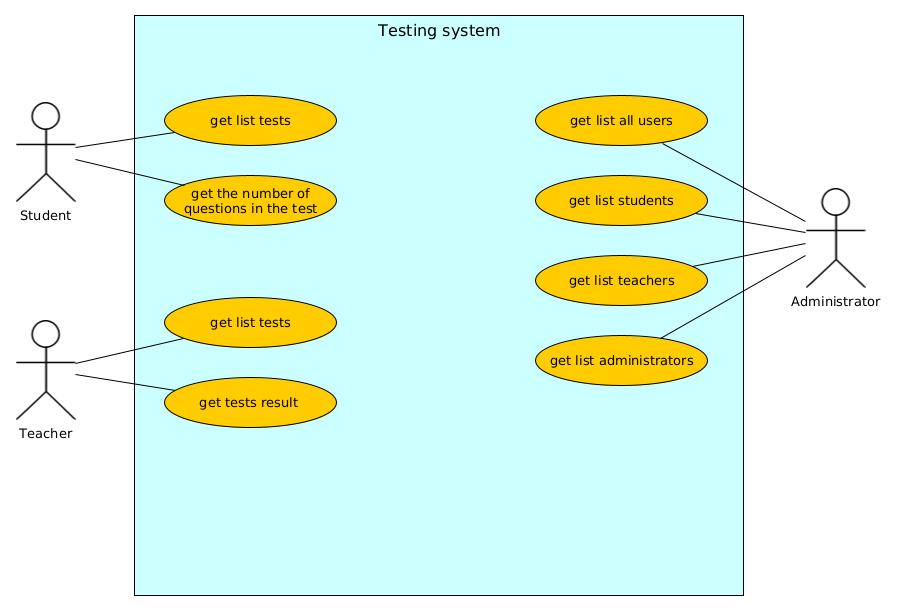 Testing system
get list tests
get the number of
questions in the test
Student
get list tests
get tests result
Teacher
get list all users
get list students
get list teachers
get list administrators
Administrator